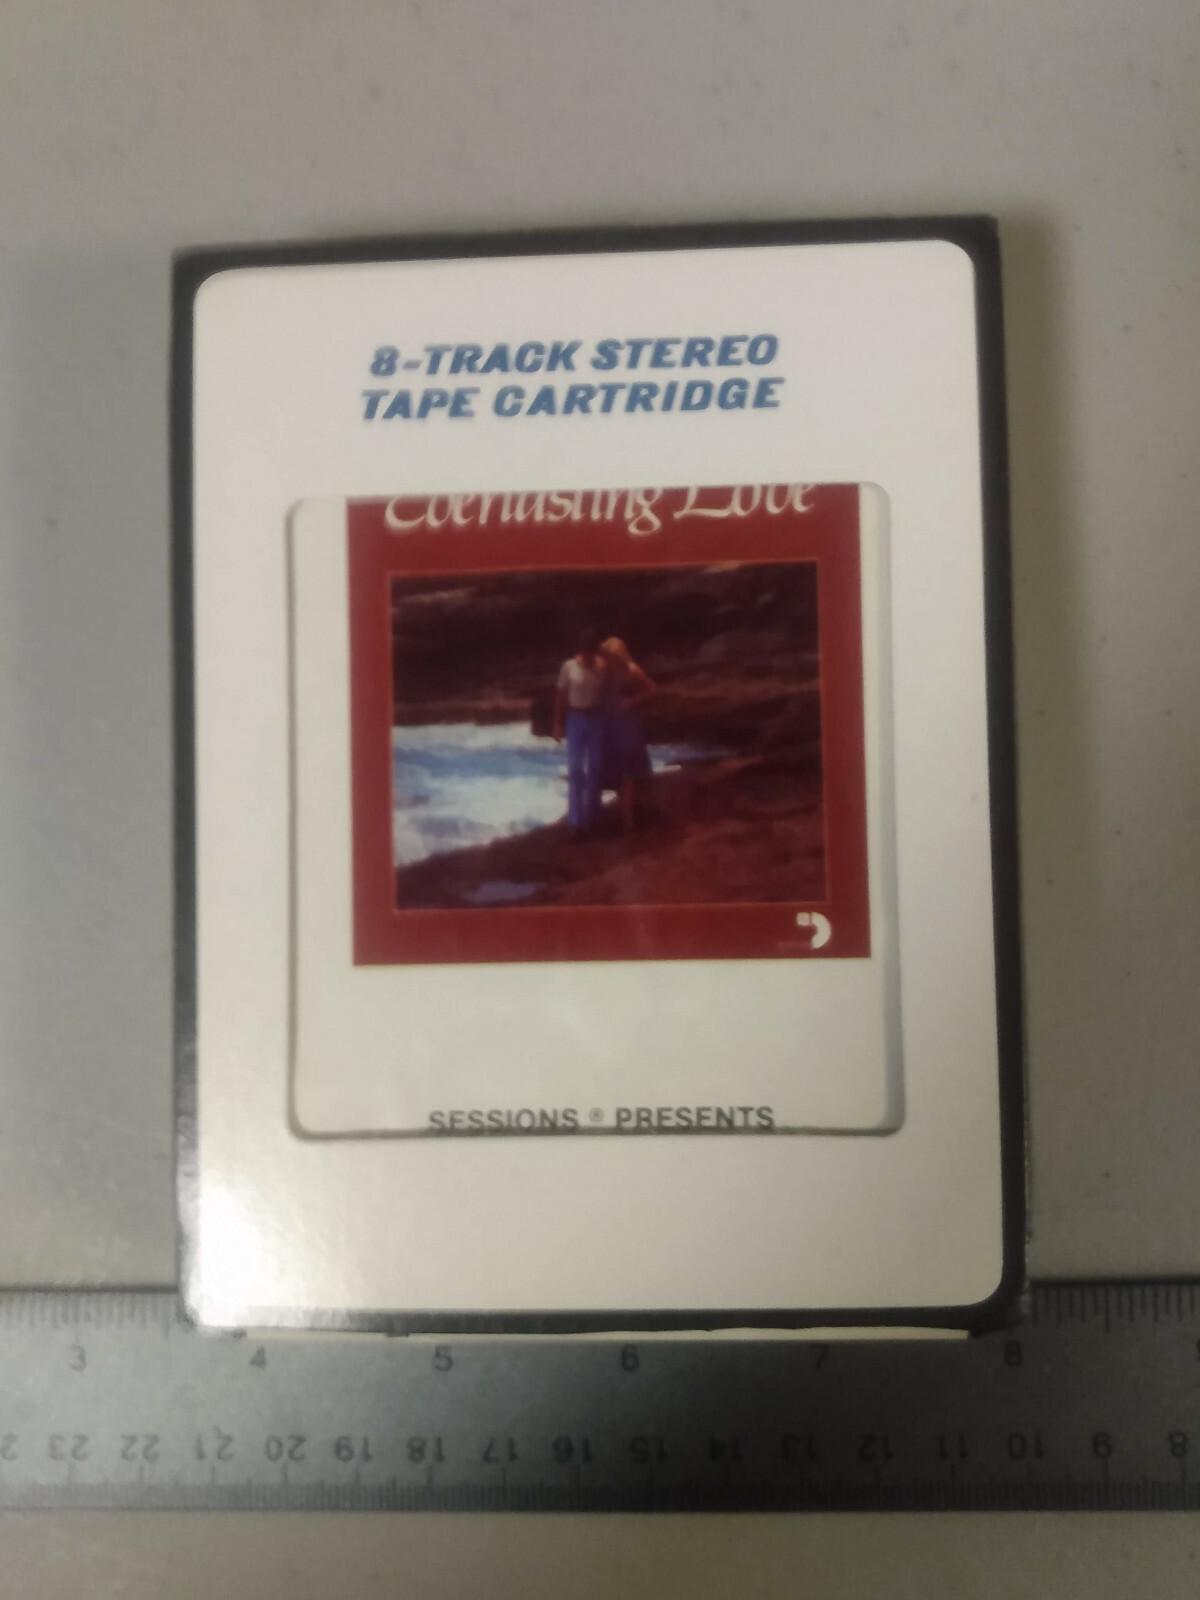 8-TRACK STEREO
TAPE CARTRIDGE
Everlasting Love
SESSIONS ® PRESENTS
3 4 5 6 7 8 9
23 22 21 20 19 18 17 16 15 14 13 12 11 10 9 8